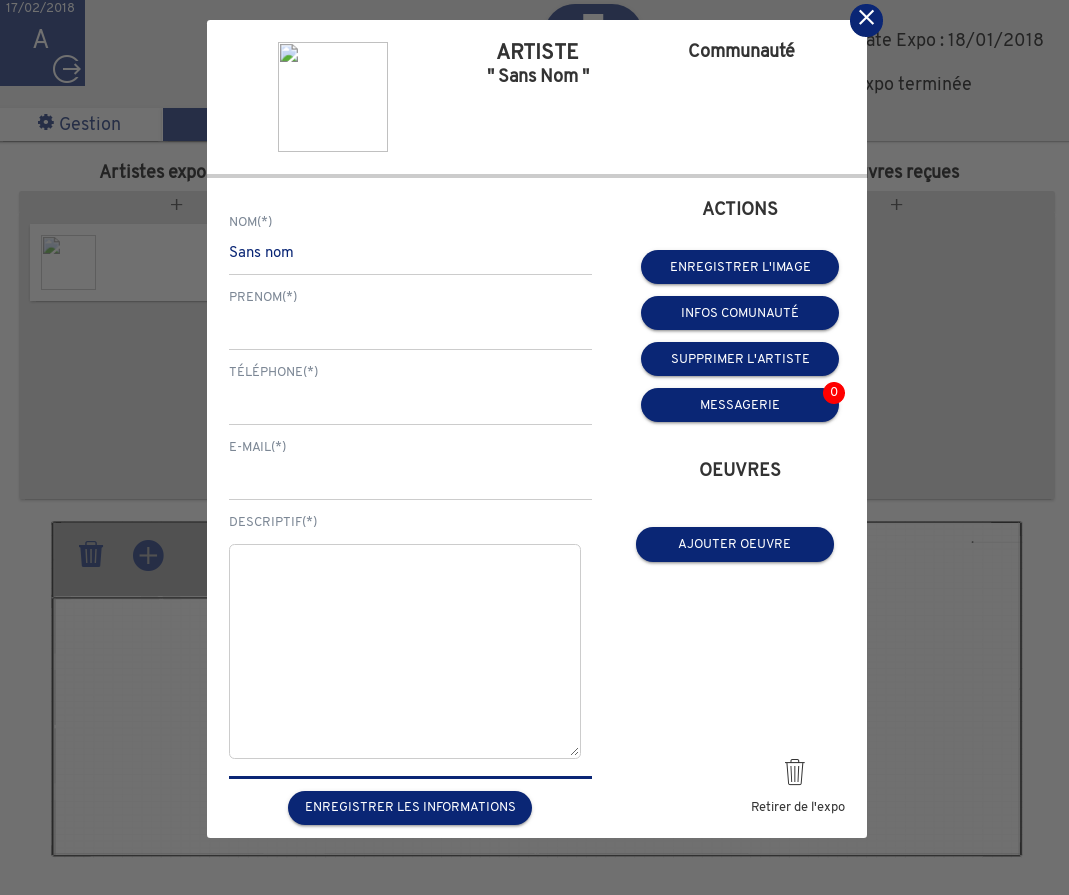 17/02/2018
A
ate Expo : 18/01/2018
xpo terminée
Gestion
Artistes expo
vres reçues
ARTISTE
" Sans Nom "
Communauté
NOM(*)
Sans nom
PRENOM(*)
TÉLÉPHONE(*)
E-MAIL(*)
DESCRIPTIF(*)
ENREGISTRER LES INFORMATIONS
ACTIONS
ENREGISTRER L'IMAGE
INFOS COMUNAUTÉ
SUPPRIMER L'ARTISTE
MESSAGERIE
0
OEUVRES
AJOUTER OEUVRE
Retirer de l'expo